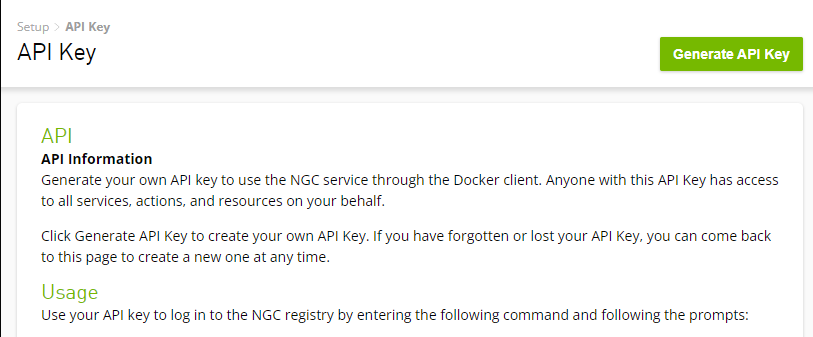 Setup > API Key
API Key
Generate API Key
API
API Information
Generate your own API key to use the NGC service through the Docker client. Anyone with this API Key has access
to all services, actions, and resources on your behalf.
Click Generate API Key to create your own API Key. If you have forgotten or lost your API Key, you can come back
to this page to create a new one at any time.
Usage
Use your API key to log in to the NGC registry by entering the following command and following the prompts: